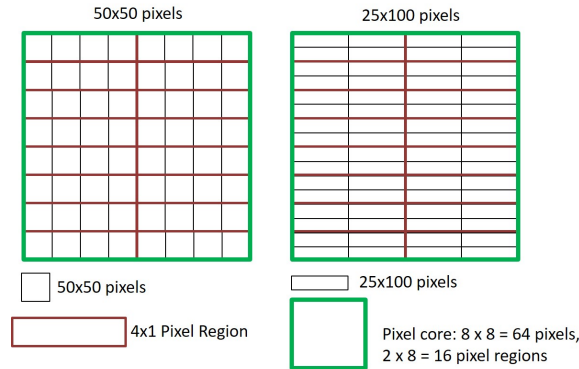 50x50 pixels
25x100 pixels
50x50 pixels
25x100 pixels
4x1 Pixel Region
Pixel core: 8 x 8 = 64 pixels,
2 x 8 = 16 pixel regions